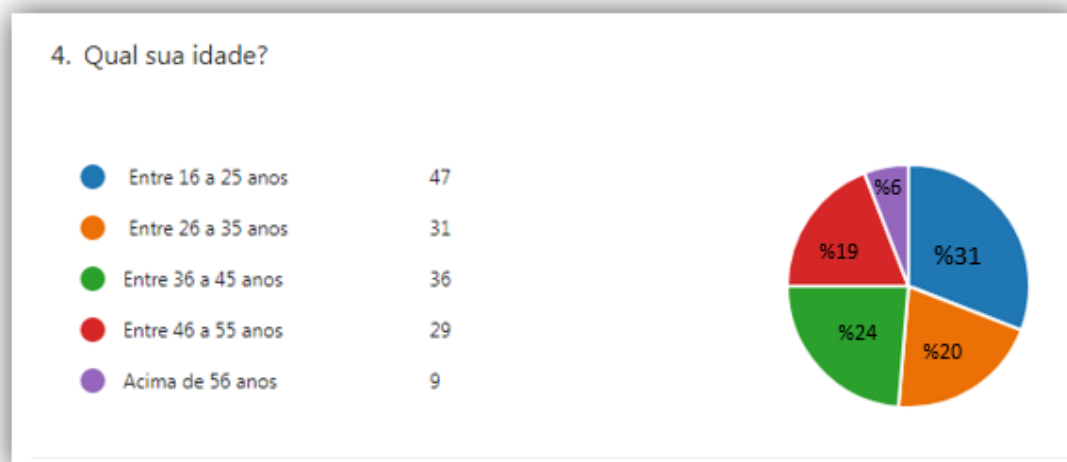 4. Qual sua idade?
Entre 16 a 25 anos 47
Entre 26 a 35 anos 31
Entre 36 a 45 anos 36
Entre 46 a 55 anos 29
Acima de 56 anos 9
%6
%31
%19
%24
%20